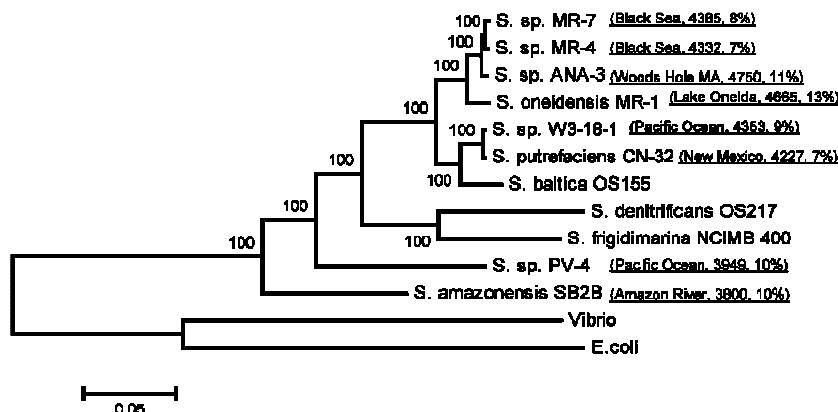 100 S. sp. MR-7 (Black Sea, 4385, 8%)
100 S. sp. MR-4 (Black Sea, 4332, 7%)
100 S. sp. ANA-3 (Woods Hole MA, 4750, 11%)
100 S. oneidensis MR-1 (Lake Oneida, 4665, 13%)
100 S. sp. W3-18-1 (Pacific Ocean, 4353, 9%)
100 S. putrefaciens CN-32 (New Mexico, 4227, 7%)
100 S. baltica OS155
100 S. denitrificans OS217
100 S. frigidimarina NCIMB 400
100 S. sp. PV-4 (Pacific Ocean, 3949, 10%)
S. amazonensis SB2B (Amazon River, 3800, 10%)
Vibrio
E.coli
0.05